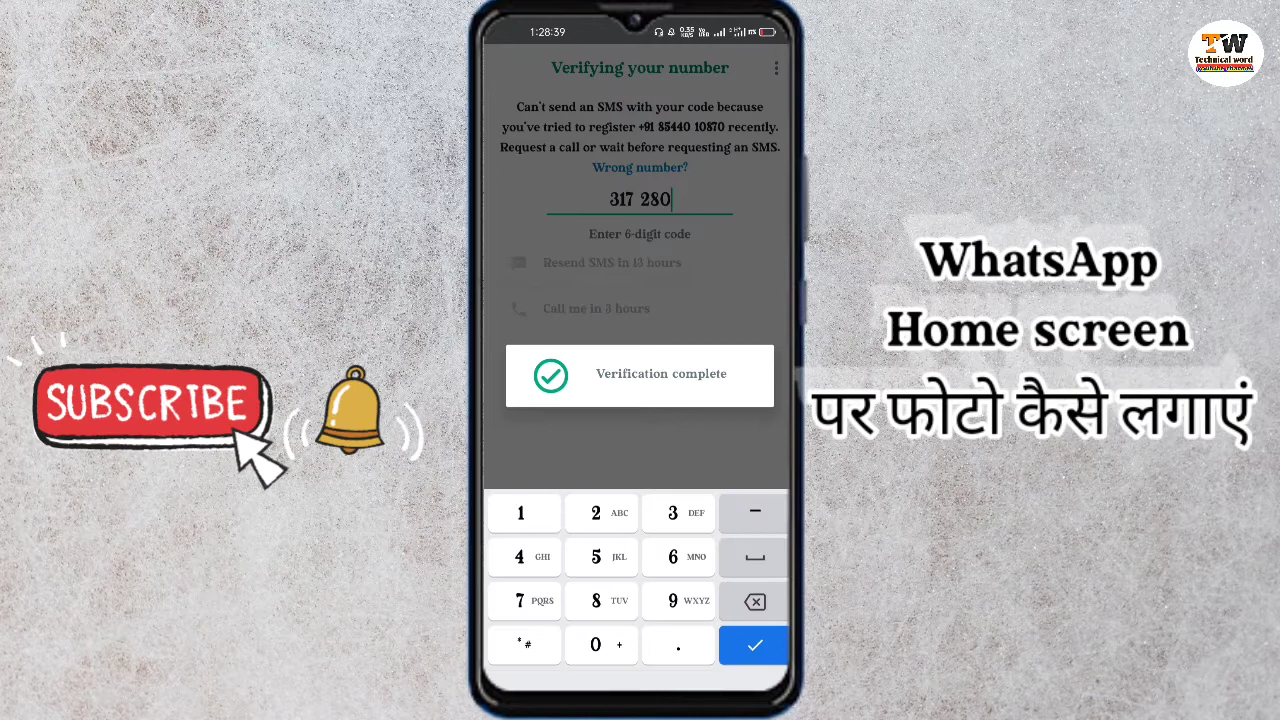 1:28:39
0.35
KB/S
TW
Technical word
Verifying your number
Can't send an SMS with your code because
you've tried to register +91 85440 10870 recently.
Request a call or wait before requesting an SMS.
Wrong number?
317 280
Enter 6-digit code
Resend SMS in 13 hours
Call me in 3 hours
Verification complete
SUBSCRIBE
WhatsApp
Home screen
पर फोटो कैसे लगाएं
1 2 ABC 3 DEF –
4 GHI 5 JKL 6 MNO
7 PQRS 8 TUV 9 WXYZ
*# 0 + .